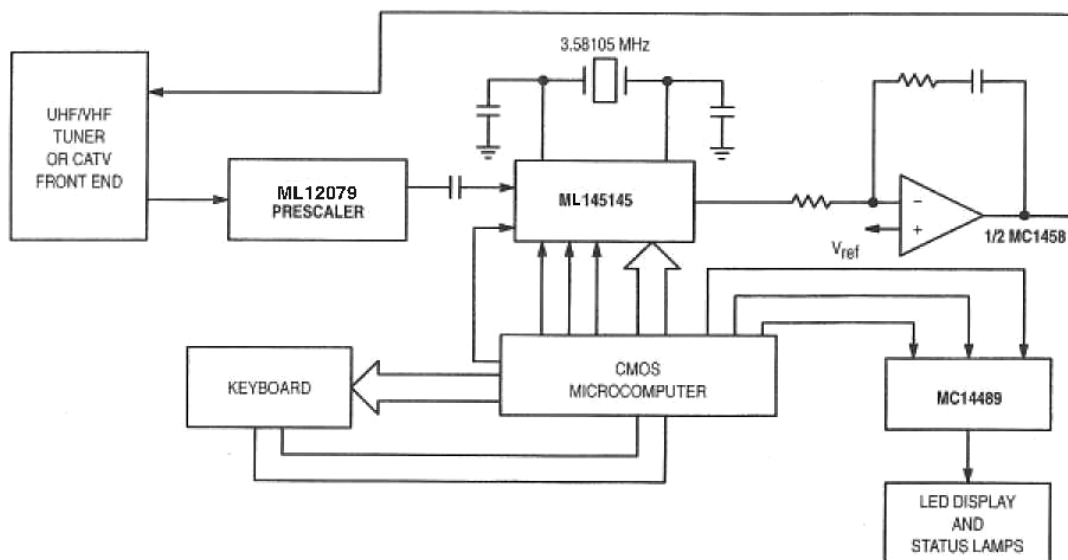 3.58105 MHz
UHF/VHF
TUNER
OR CATV
FRONT END
ML12079
PRESCALER
ML145145
−
+
1/2 MC1458
Vref
KEYBOARD
CMOS
MICROCOMPUTER
MC14489
LED DISPLAY
AND
STATUS LAMPS